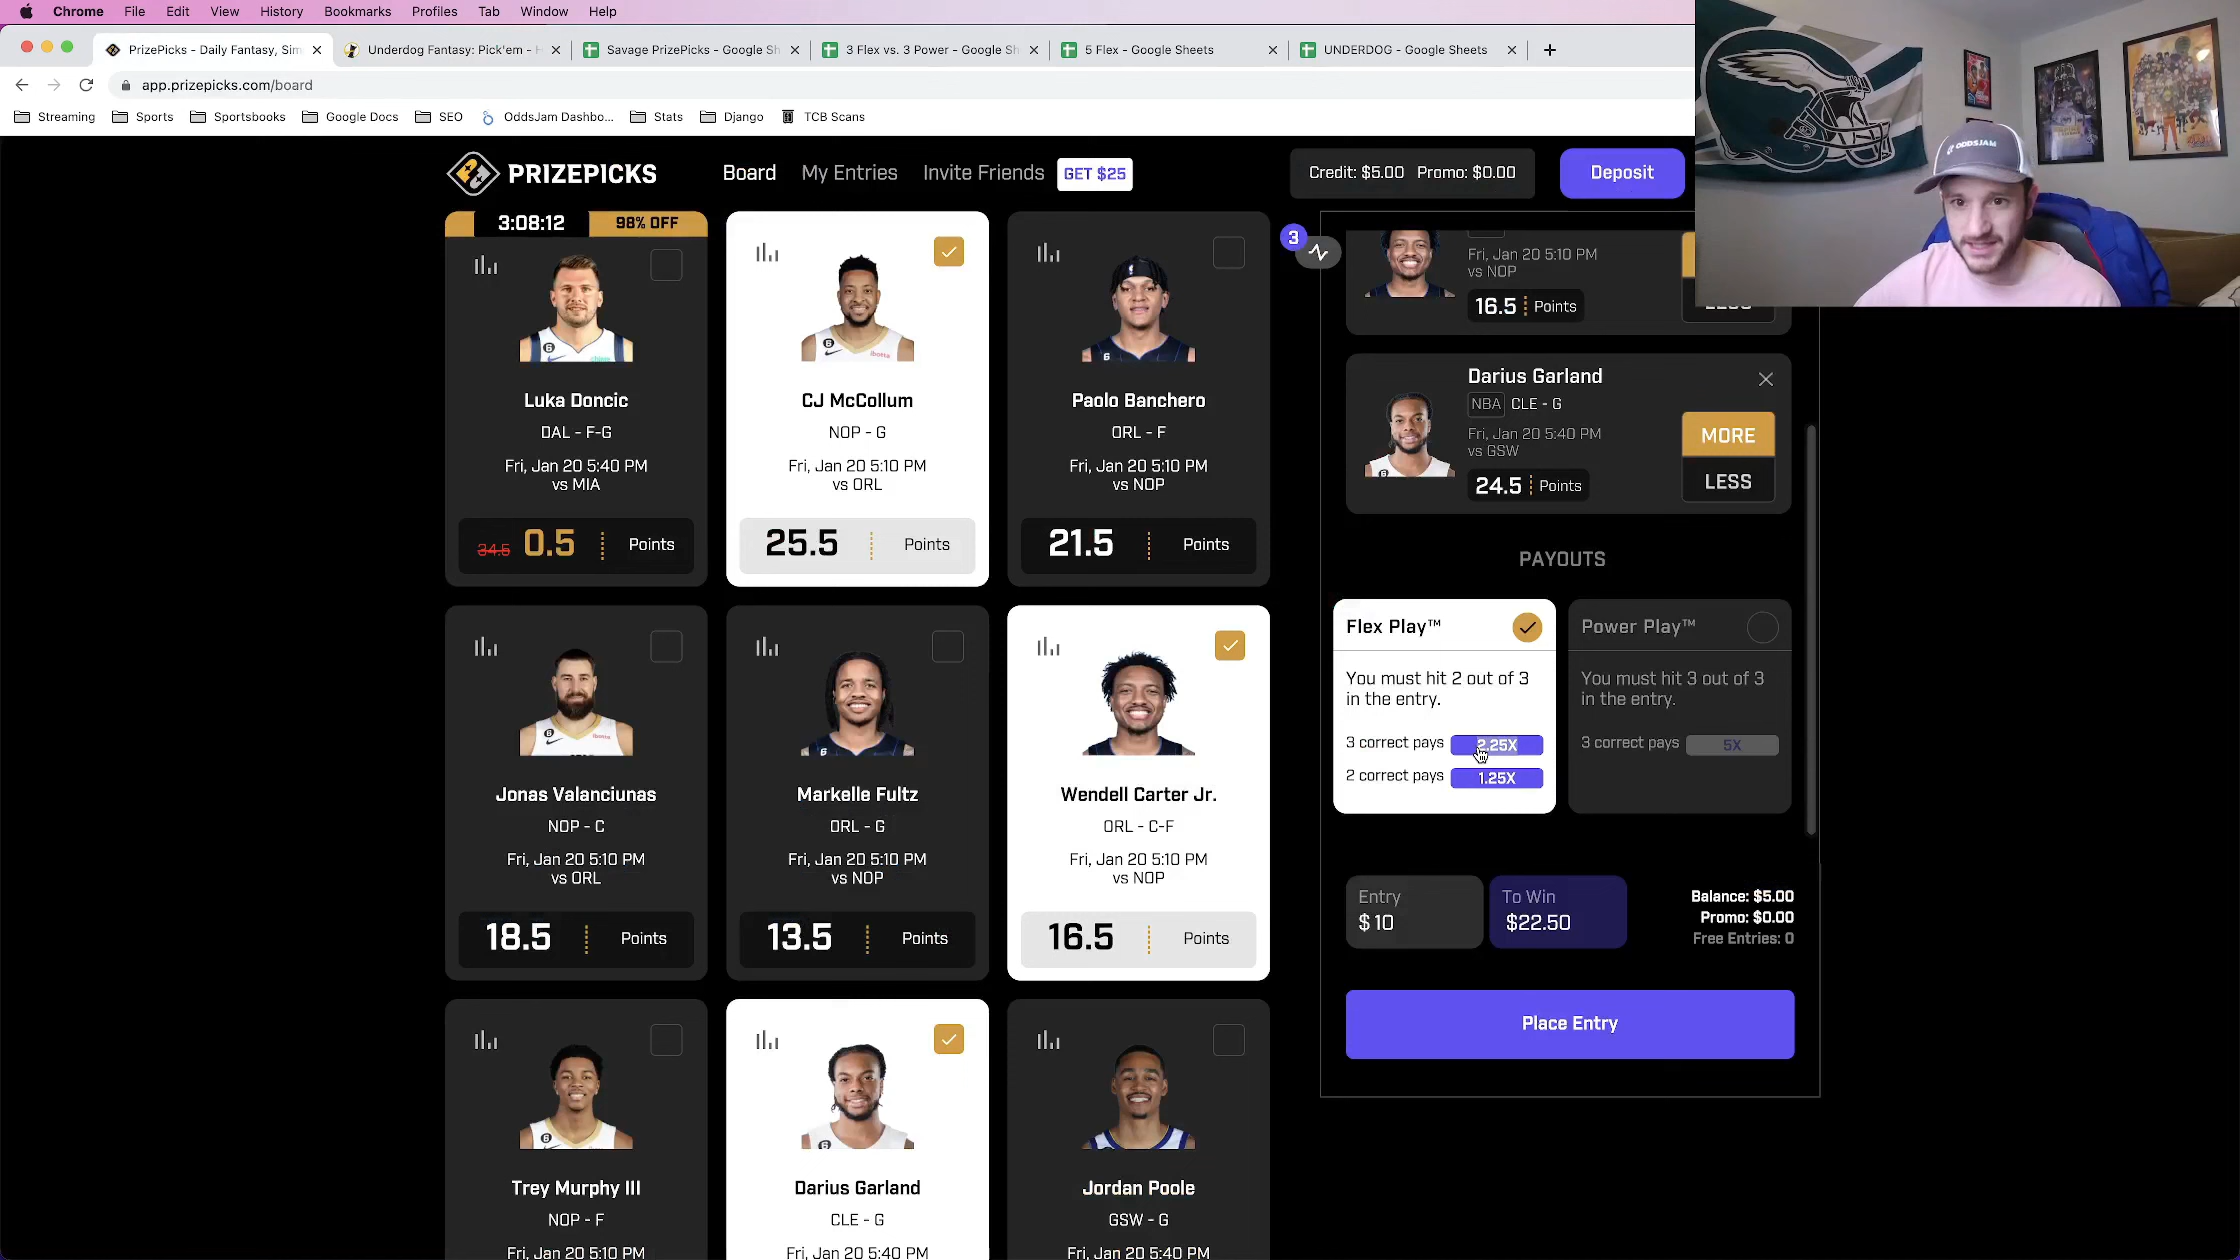 Chrome File Edit View History Bookmarks Profiles Tab Window Help
PrizePicks - Daily Fantasy, Sim
Underdog Fantasy: Pick'em - H
Savage PrizePicks - Google Sh
3 Flex vs. 3 Power - Google Sh
5 Flex - Google Sheets
UNDERDOG - Google Sheets
app.prizepicks.com/board
Streaming Sports Sportsbooks Google Docs SEO OddsJam Dashbo... Stats Django TCB Scans
PRIZEPICKS
Board My Entries Invite Friends GET $25
Credit: $5.00 Promo: $0.00
Deposit
ODDSJAM
3:08:12 98% OFF
Luka Doncic
DAL - F-G
Fri, Jan 20 5:40 PM
vs MIA
34.5 0.5 Points
CJ McCollum
NOP - G
Fri, Jan 20 5:10 PM
vs ORL
25.5 Points
Paolo Banchero
ORL - F
Fri, Jan 20 5:10 PM
vs NOP
21.5 Points
Jonas Valanciunas
NOP - C
Fri, Jan 20 5:10 PM
vs ORL
18.5 Points
Markelle Fultz
ORL - G
Fri, Jan 20 5:10 PM
vs NOP
13.5 Points
Wendell Carter Jr.
ORL - C-F
Fri, Jan 20 5:10 PM
vs NOP
16.5 Points
Trey Murphy III
NOP - F
Fri, Jan 20 5:10 PM
Darius Garland
CLE - G
Fri, Jan 20 5:40 PM
Jordan Poole
GSW - G
Fri, Jan 20 5:40 PM
3
Fri, Jan 20 5:10 PM
vs NOP
16.5 Points
LESS
Darius Garland
NBA CLE - G
Fri, Jan 20 5:40 PM
vs GSW
24.5 Points
MORE
LESS
PAYOUTS
Flex Play™
You must hit 2 out of 3
in the entry.
3 correct pays 2.25X
2 correct pays 1.25X
Power Play™
You must hit 3 out of 3
in the entry.
3 correct pays 5X
Entry
$ 10
To Win
$22.50
Balance: $5.00
Promo: $0.00
Free Entries: 0
Place Entry